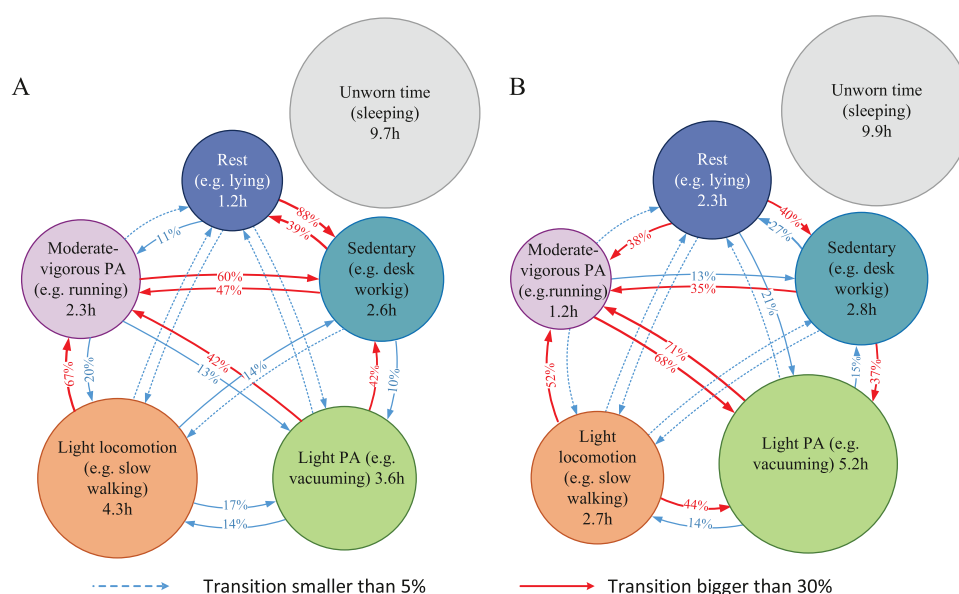 A
Unworn time
(sleeping)
9.7h
Rest
(e.g. lying)
1.2h
88%
39%
11%
Moderate-
vigorous PA
(e.g. running)
2.3h
60%
47%
Sedentary
(e.g. desk
workig)
2.6h
67%
20%
13%
42%
14%
42%
10%
Light locomotion
(e.g. slow
walking)
4.3h
Light PA (e.g.
vacuuming) 3.6h
17%
14%
B
Unworn time
(sleeping)
9.9h
Rest
(e.g. lying)
2.3h
40%
27%
38%
Moderate-
vigorous PA
(e.g.running)
1.2h
13%
35%
Sedentary
(e.g. desk
workig)
2.8h
21%
71%
68%
52%
15%
37%
Light
locomotion
(e.g. slow
walking)
2.7h
Light PA (e.g.
vacuuming) 5.2h
44%
14%
Transition smaller than 5%
Transition bigger than 30%